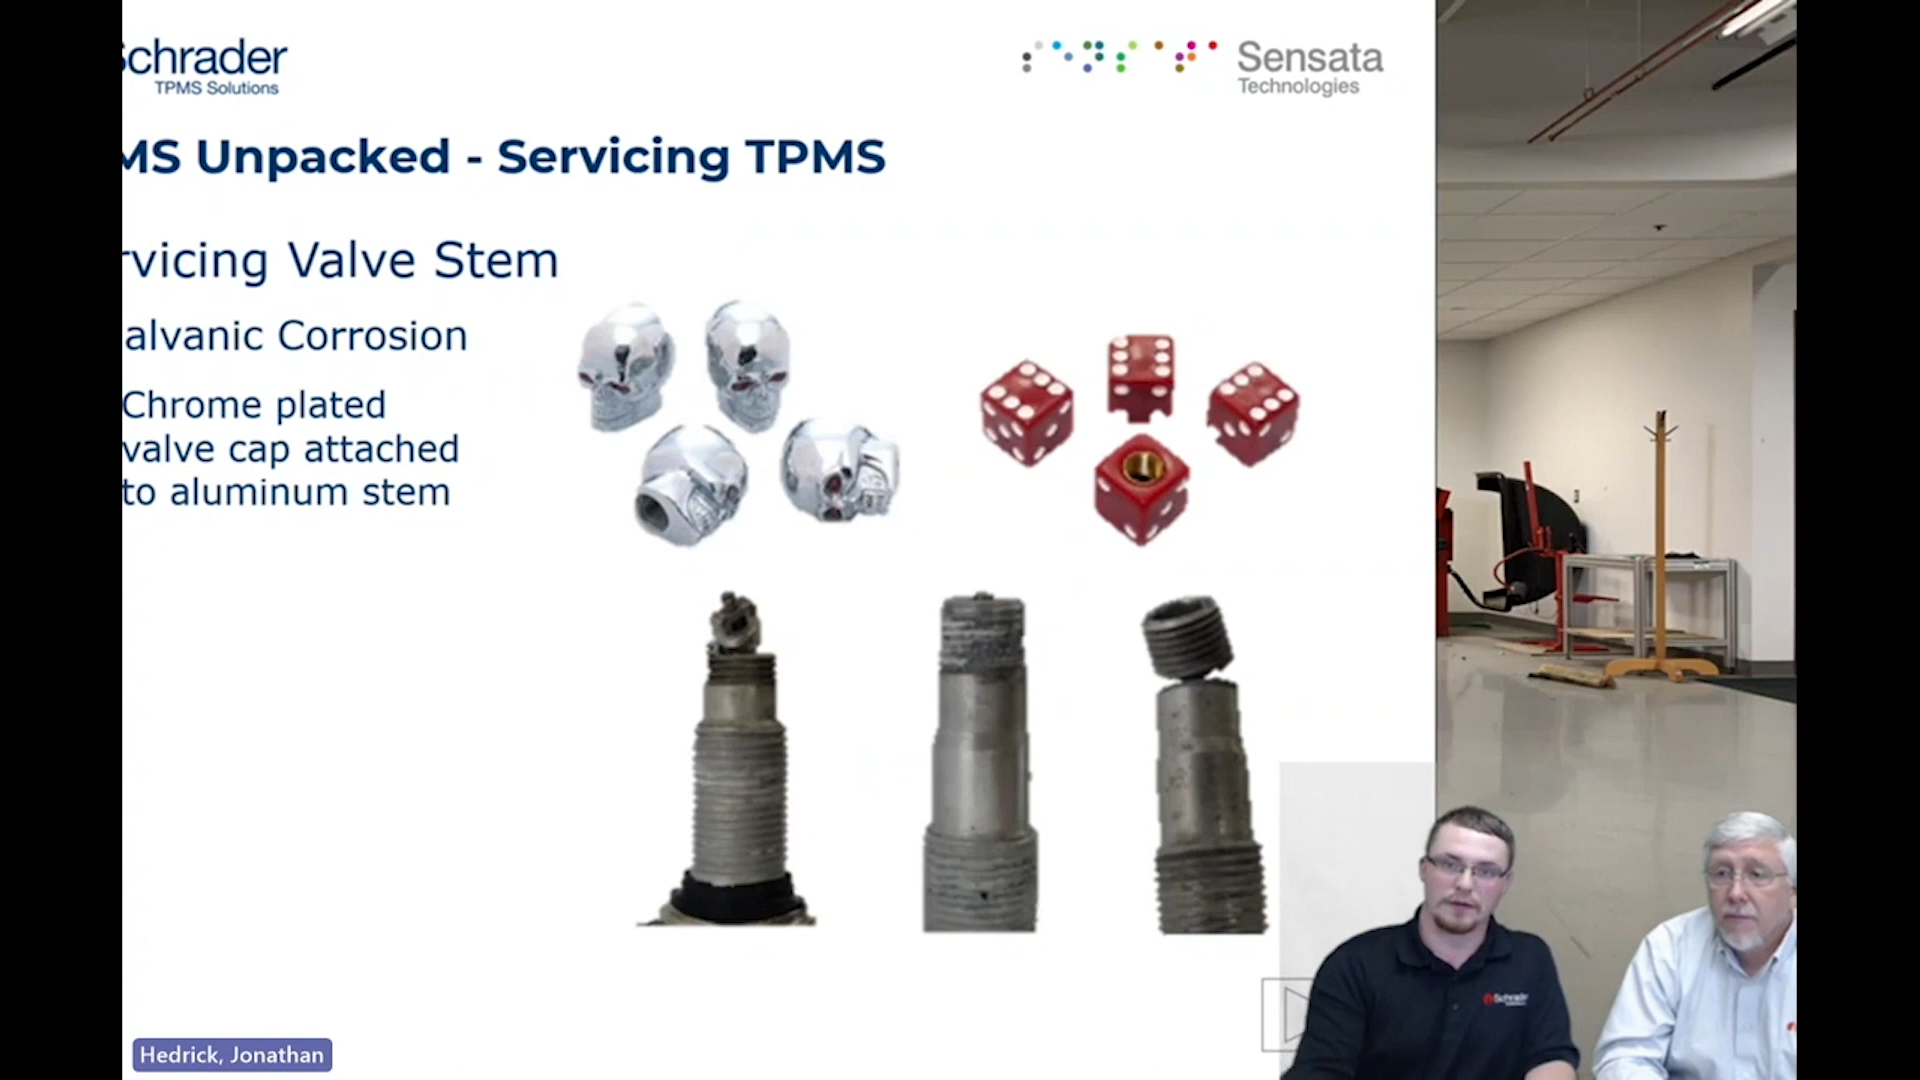 Schrader
TPMS Solutions
Sensata
Technologies
MS Unpacked - Servicing TPMS
rvicing Valve Stem
alvanic Corrosion
Chrome plated
valve cap attached
to aluminum stem
Schrader
Hedrick, Jonathan